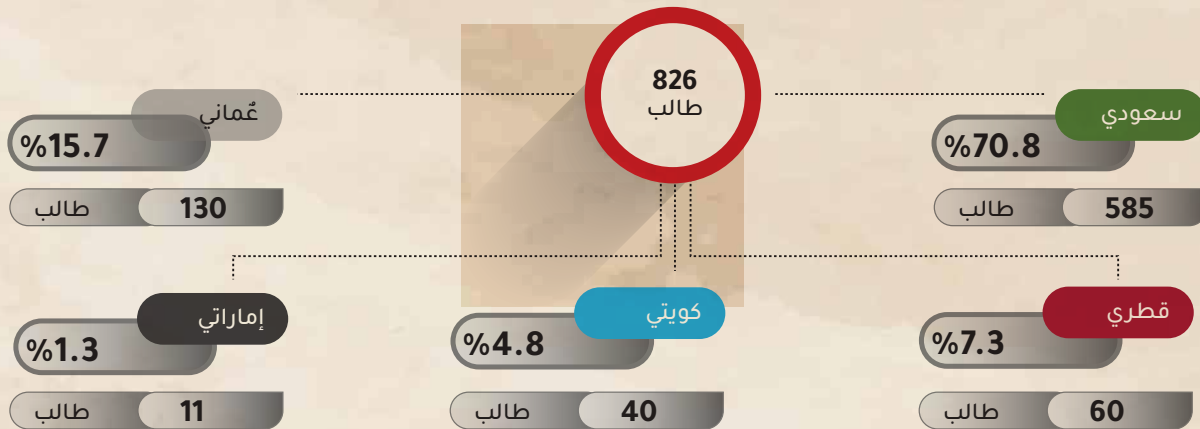 826
طالب
سعودي
%70.8
585 طالب
عُماني
%15.7
130 طالب
قطري
%7.3
60 طالب
كويتي
%4.8
40 طالب
إماراتي
%1.3
11 طالب